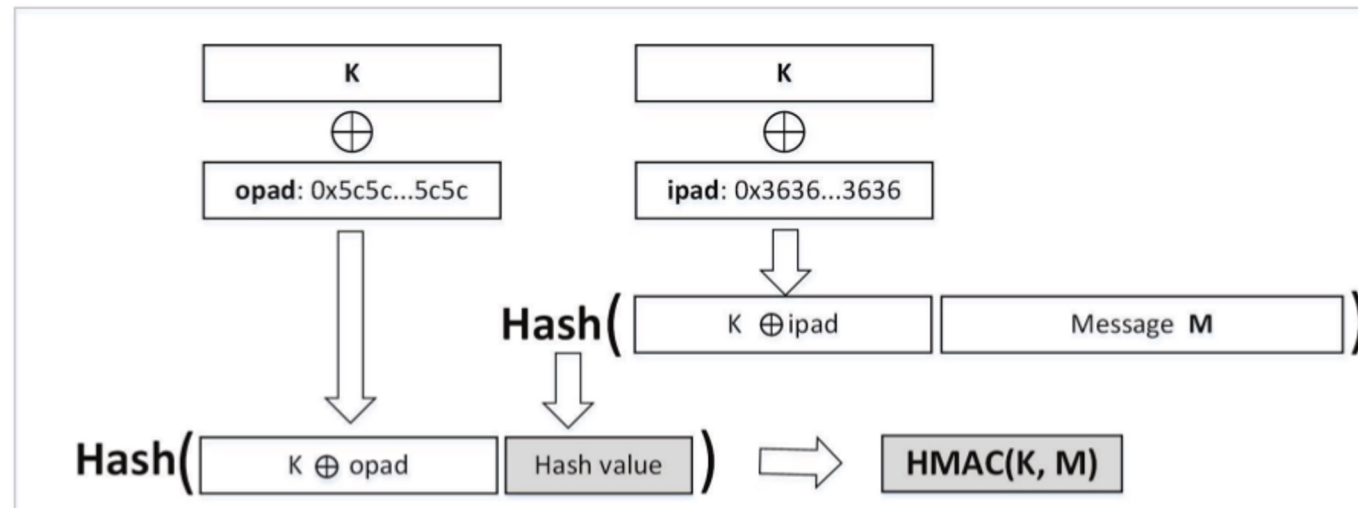 K K
⊕ ⊕
opad: 0x5c5c...5c5c ipad: 0x3636...3636
Hash( K ⊕ipad Message M )
Hash( K ⊕ opad Hash value ) HMAC(K, M)